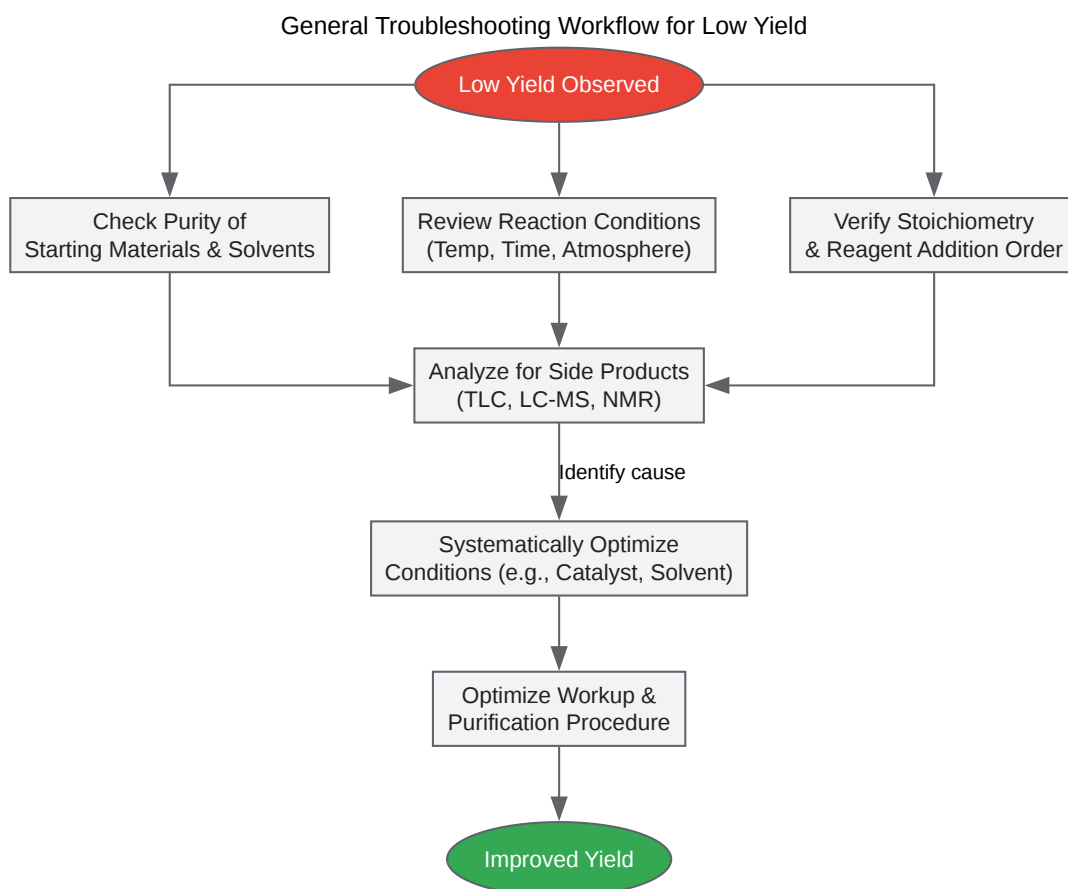 General Troubleshooting Workflow for Low Yield
Low Yield Observed
Check Purity of
Starting Materials & Solvents
Review Reaction Conditions
(Temp, Time, Atmosphere)
Verify Stoichiometry
& Reagent Addition Order
Analyze for Side Products
(TLC, LC-MS, NMR)
Identify cause
Systematically Optimize
Conditions (e.g., Catalyst, Solvent)
Optimize Workup &
Purification Procedure
Improved Yield